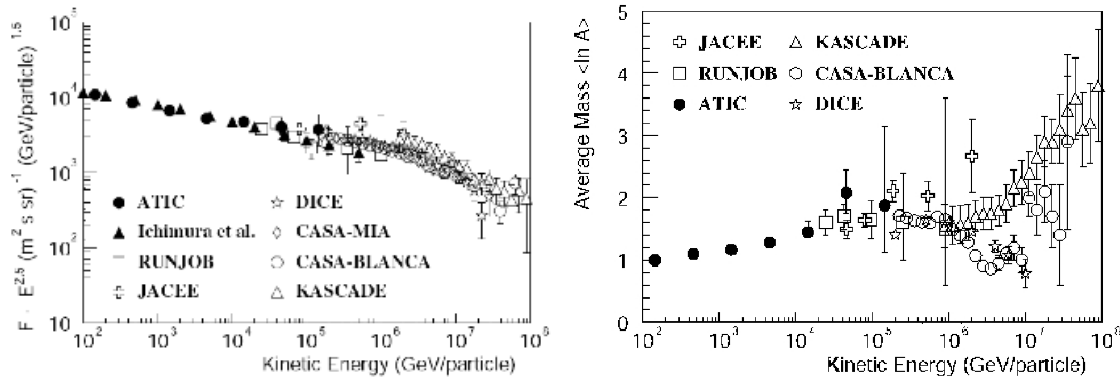 F · E^2.5 (m^2 s sr)^-1 (GeV/particle)^1.5
10^5
10^4
10^3
10^2
10
ATIC
Ichimura et al.
RUNJOB
JACEE
DICE
CASA-MIA
CASA-BLANCA
KASCADE
10^2 10^3 10^4 10^5 10^6 10^7 10^8
Kinetic Energy (GeV/particle)
Average Mass <ln A>
5
4
3
2
1
0
JACEE
RUNJOB
ATIC
KASCADE
CASA-BLANCA
DICE
10^2 10^3 10^4 10^5 10^6 10^7 10^8
Kinetic Energy (GeV/particle)